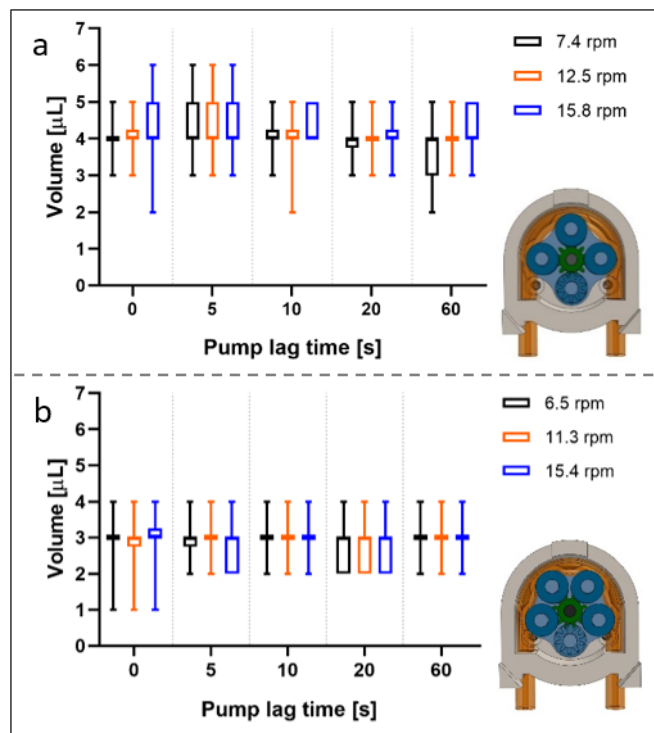 a
7
6
5
4
3
2
1
0
Volume [μL]
0 5 10 20 60
Pump lag time [s]
7.4 rpm
12.5 rpm
15.8 rpm
b
7
6
5
4
3
2
1
0
Volume [μL]
0 5 10 20 60
Pump lag time [s]
6.5 rpm
11.3 rpm
15.4 rpm